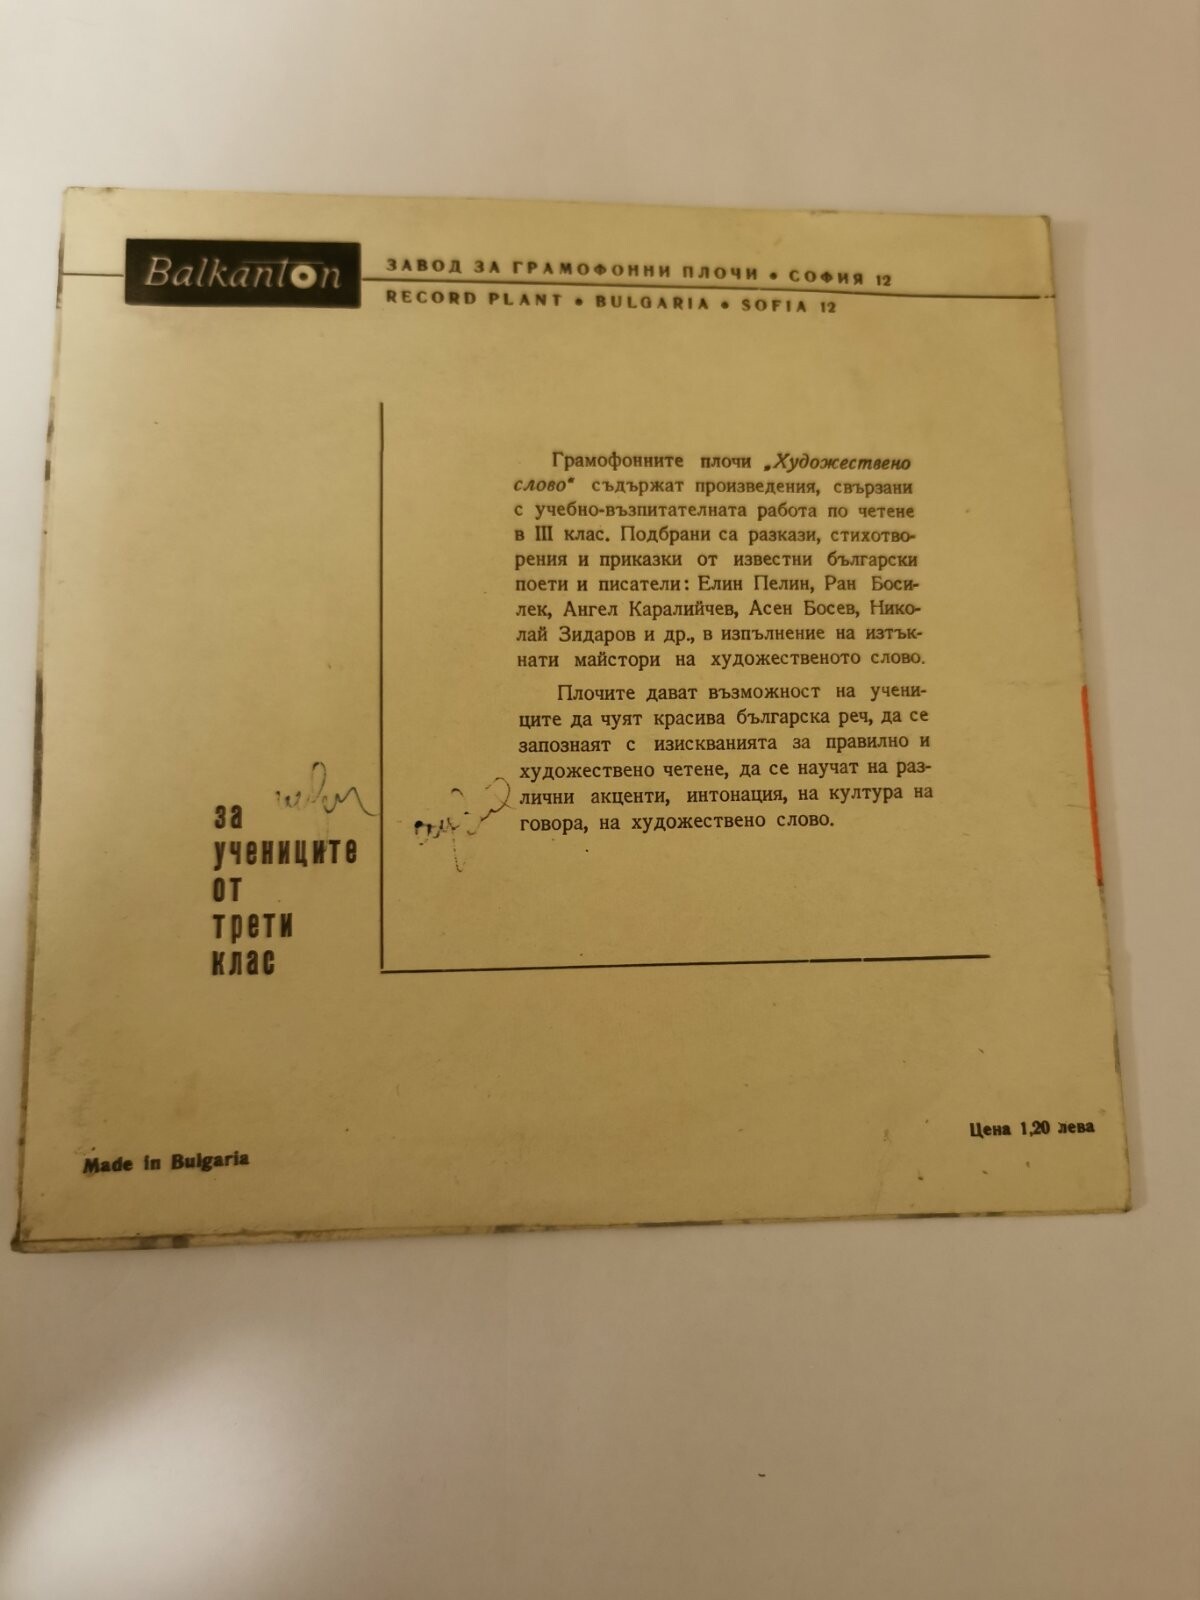 Balkanton
ЗАВОД ЗА ГРАМОФОННИ ПЛОЧИ • СОФИЯ 12
RECORD PLANT • BULGARIA • SOFIA 12
Грамофонните плочи „Художествено
слово“ съдържат произведения, свързани
с учебно-възпитателната работа по четене
в III клас. Подбрани са разкази, стихотво-
рения и приказки от известни български
поети и писатели: Елин Пелин, Ран Боси-
лек, Ангел Каралийчев, Асен Босев, Нико-
лай Зидаров и др., в изпълнение на изтък-
нати майстори на художественото слово.
Плочите дават възможност на учени-
ците да чуят красива българска реч, да се
запознаят с изискванията за правилно и
художествено четене, да се научат на раз-
лични акценти, интонация, на култура на
говора, на художествено слово.
за
учениците
от
трети
клас
Цена 1,20 лева
Made in Bulgaria